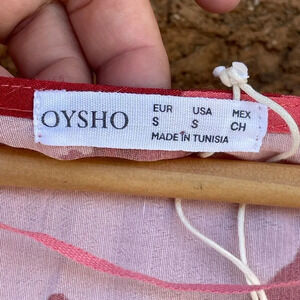 OYSHO
EUR USA MEX
S S CH
MADE IN TUNISIA